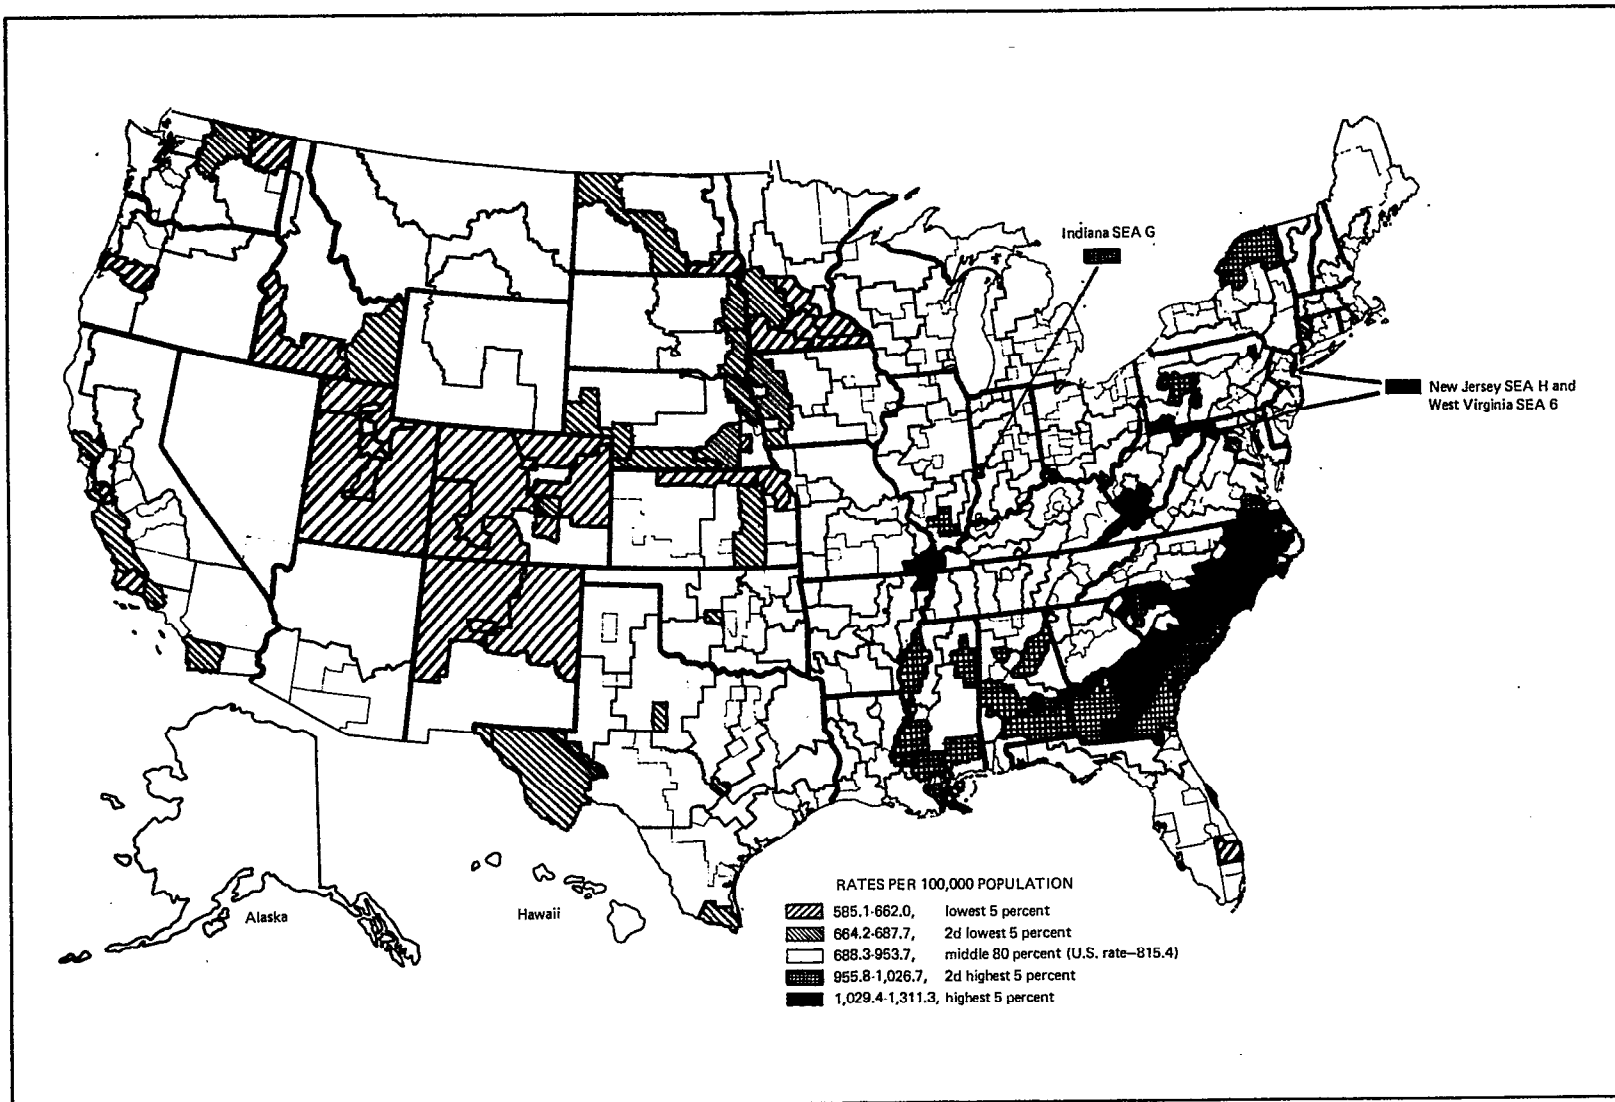 Indiana SEA G
New Jersey SEA H and
West Virginia SEA 6
RATES PER 100,000 POPULATION
585.1-662.0, lowest 5 percent
664.2-687.7, 2d lowest 5 percent
688.3-953.7, middle 80 percent (U.S. rate—815.4)
955.8-1,026.7, 2d highest 5 percent
1,029.4-1,311.3, highest 5 percent
Alaska
Hawaii